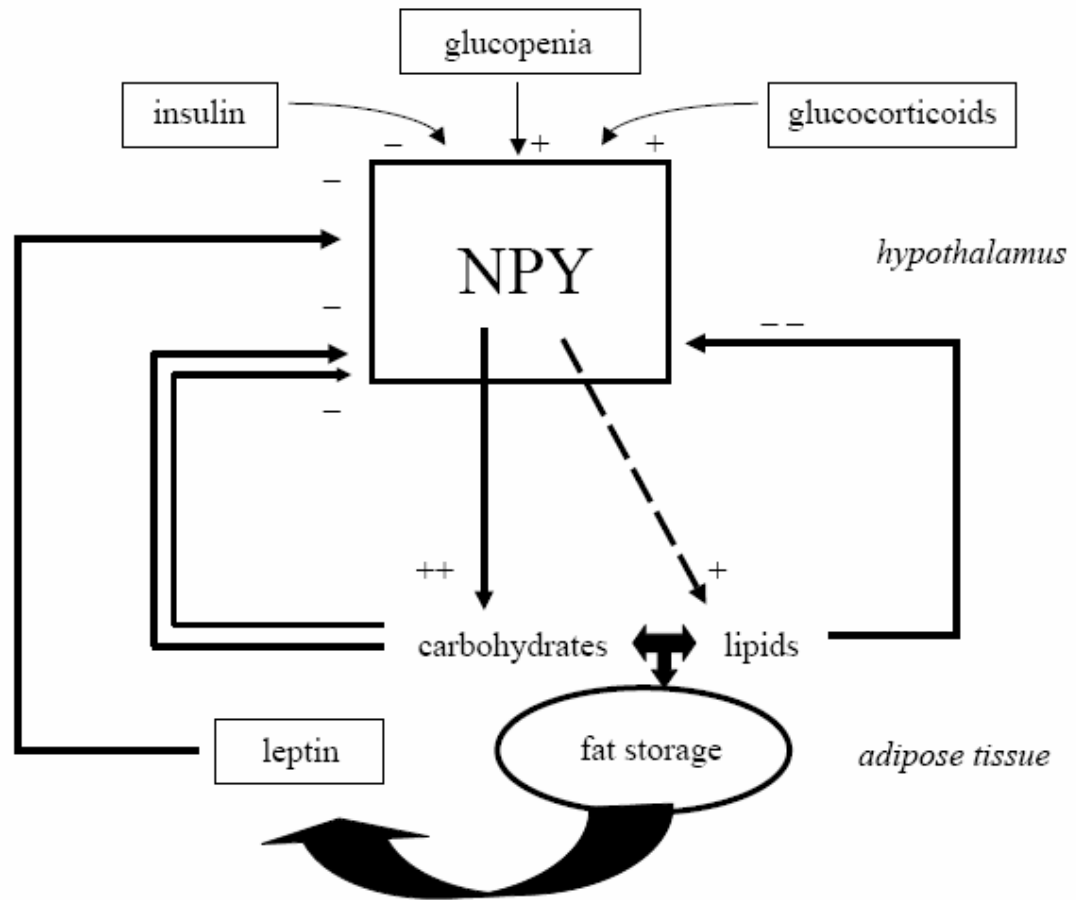 glucopenia
insulin
glucocorticoids
– + +
–
NPY
hypothalamus
–
– –
–
++ +
carbohydrates lipids
leptin
fat storage
adipose tissue